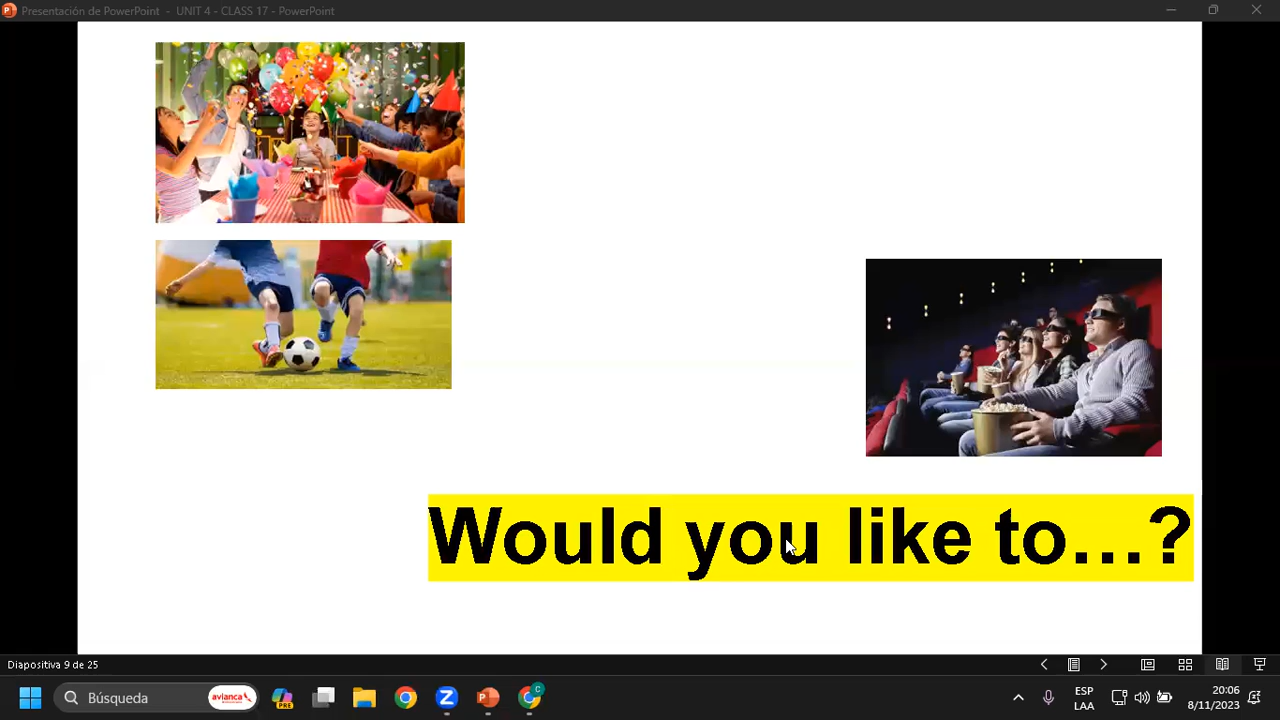 Presentación de PowerPoint - UNIT 4 - CLASS 17 - PowerPoint
Would you like to…?
Diapositiva 9 de 25
Búsqueda
avianca
PRE
ESP
LAA
20:06
8/11/2023